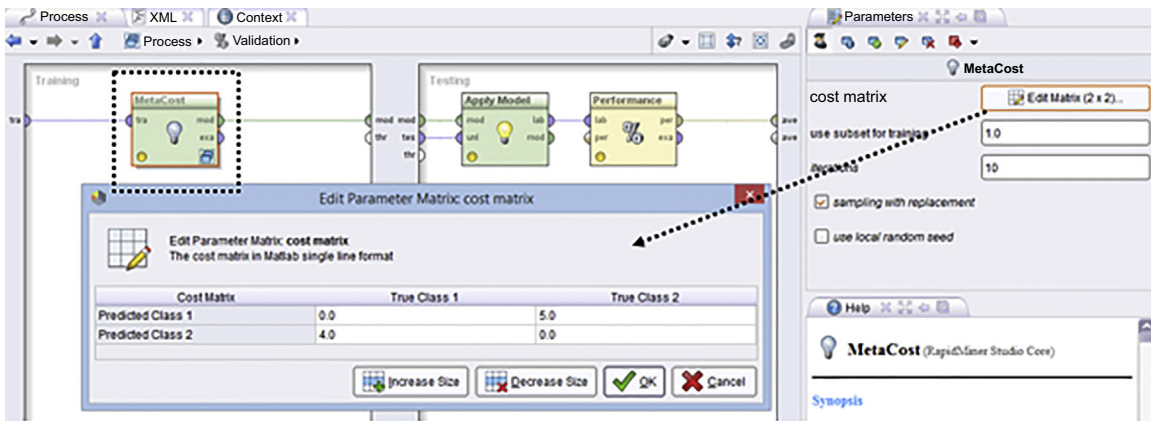 Process XML Context
Process Validation
Training
MetaCost
tra mod
exa
tra
mod mod
thr tes
thr
Testing
Apply Model
mod lab
unl mod
Performance
lab per
per exa
ave
ave
Parameters
MetaCost
cost matrix Edit Matrix (2 x 2)...
use subset for training 1.0
iterations 10
sampling with replacement
use local random seed
Edit Parameter Matrix: cost matrix
Edit Parameter Matrix: cost matrix
The cost matrix in Matlab single line format
Cost Matrix True Class 1 True Class 2
Predicted Class 1 0.0 5.0
Predicted Class 2 4.0 0.0
Increase Size Decrease Size OK Cancel
Help
MetaCost (RapidMiner Studio Core)
Synopsis